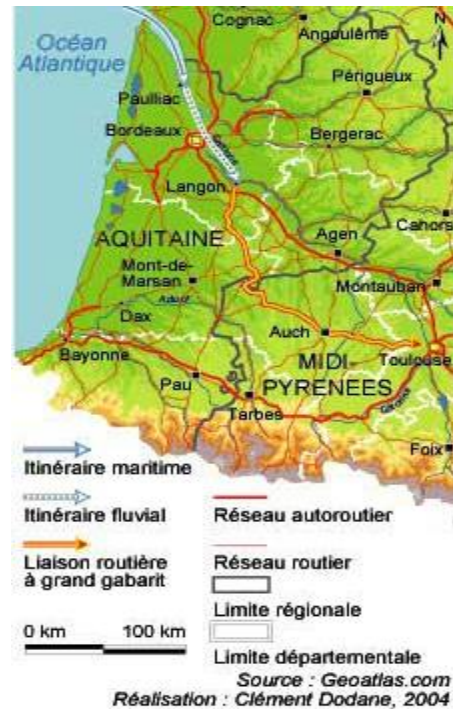 Cognac
Angoulême
N
Océan
Atlantique
Périgueux
Paulliac
Bordeaux
Bergerac
Langon
Cahors
AQUITAINE
Agen
Mont-de-
Marsan
Montauban
Adour
Dax
Auch
Toulouse
Bayonne
MIDI-
PYRENEES
Pau
Tarbes
Garonne
Foix
Itinéraire maritime
Itinéraire fluvial
Réseau autoroutier
Liaison routière
à grand gabarit
Réseau routier
Limite régionale
0 km 100 km
Limite départementale
Source : Geoatlas.com
Réalisation : Clément Dodane, 2004